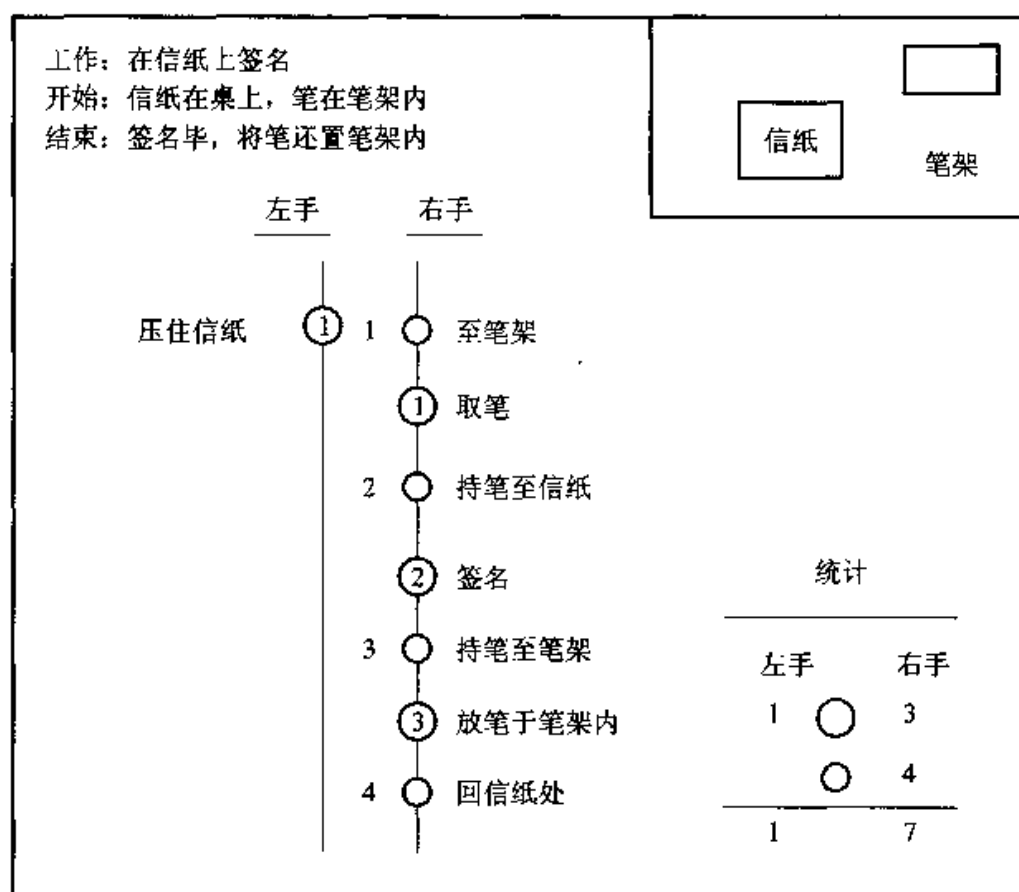 工作：在信纸上签名
开始：信纸在桌上，笔在笔架内
结束：签名毕，将笔还置笔架内
信纸
笔架
左手 右手
压住信纸 1 1 至笔架
1 取笔
2 持笔至信纸
2 签名
3 持笔至笔架
3 放笔于笔架内
4 回信纸处
统计
左手 右手
1 3
4
1 7